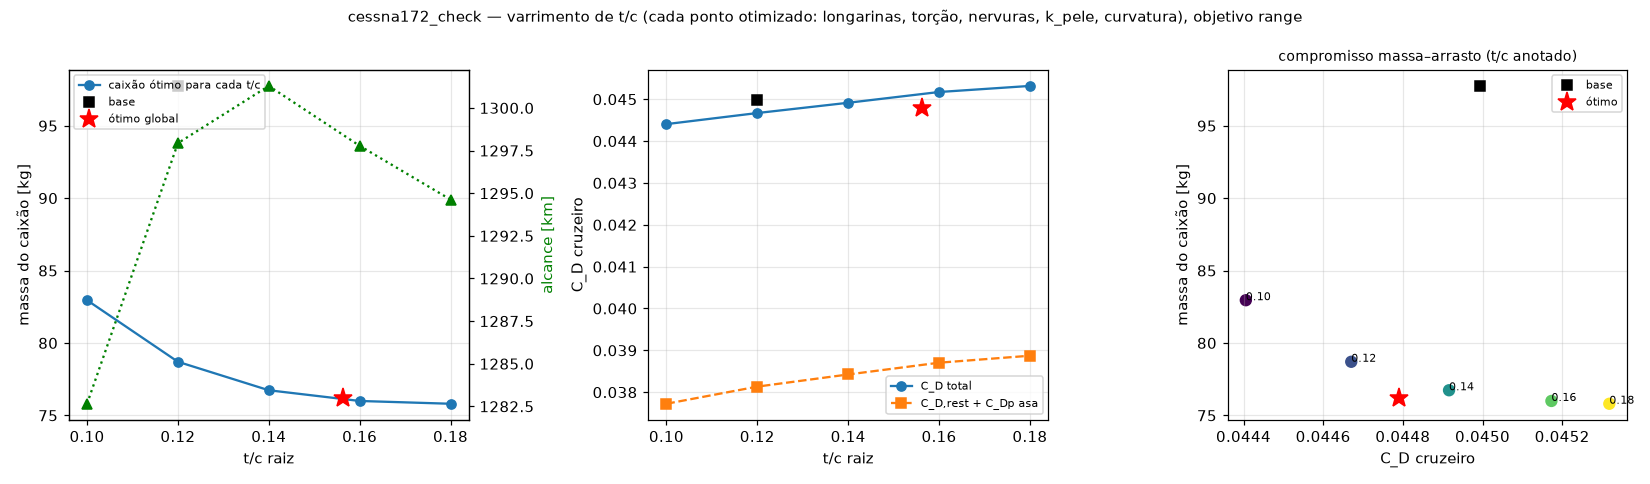 cessna172_check — varrimento de t/c (cada ponto otimizado: longarinas, torção, nervuras, k_pele, curvatura), objetivo range
caixão ótimo para cada t/c
base
ótimo global
massa do caixão [kg]
95
90
85
80
75
0.10
0.12
0.14
0.16
0.18
t/c raiz
1300.0
1297.5
1295.0
1292.5
1290.0
1287.5
1285.0
1282.5
alcance [km]
C_D cruzeiro
0.045
0.044
0.043
0.042
0.041
0.040
0.039
0.038
C_D total
C_D,rest + C_Dp asa
0.10
0.12
0.14
0.16
0.18
t/c raiz
compromisso massa–arrasto (t/c anotado)
base
ótimo
massa do caixão [kg]
95
90
85
80
75
0.10
0.12
0.14
0.16
0.18
0.0444
0.0446
0.0448
0.0450
0.0452
C_D cruzeiro